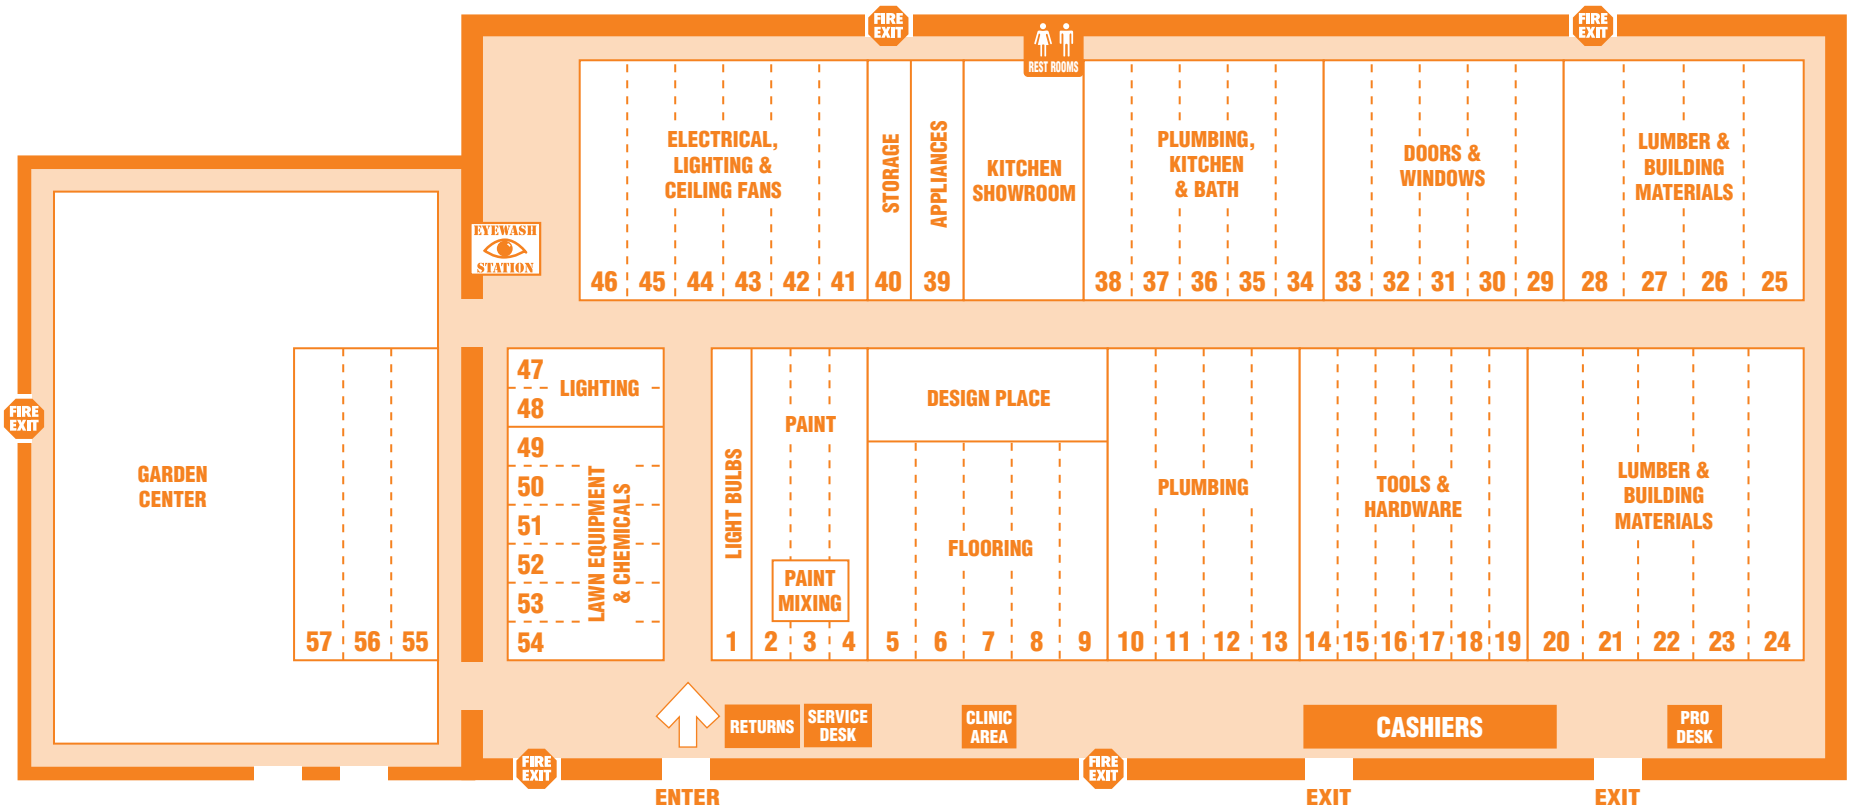 FIRE
EXIT
FIRE
EXIT
REST ROOMS
ELECTRICAL,
LIGHTING &
CEILING FANS
STORAGE
APPLIANCES
KITCHEN
SHOWROOM
PLUMBING,
KITCHEN
& BATH
DOORS &
WINDOWS
LUMBER &
BUILDING
MATERIALS
EYEWASH
STATION
46 45 44 43 42 41 40 39 38 37 36 35 34 33 32 31 30 29 28 27 26 25
FIRE
EXIT
GARDEN
CENTER
57 56 55
47
48
LIGHTING
49
50
51
52
53
54
LAWN EQUIPMENT
& CHEMICALS
LIGHT BULBS
PAINT
PAINT
MIXING
DESIGN PLACE
FLOORING
PLUMBING
TOOLS &
HARDWARE
LUMBER &
BUILDING
MATERIALS
1 2 3 4 5 6 7 8 9 10 11 12 13 14 15 16 17 18 19 20 21 22 23 24
RETURNS
SERVICE
DESK
CLINIC
AREA
CASHIERS
PRO
DESK
FIRE
EXIT
FIRE
EXIT
ENTER
EXIT
EXIT